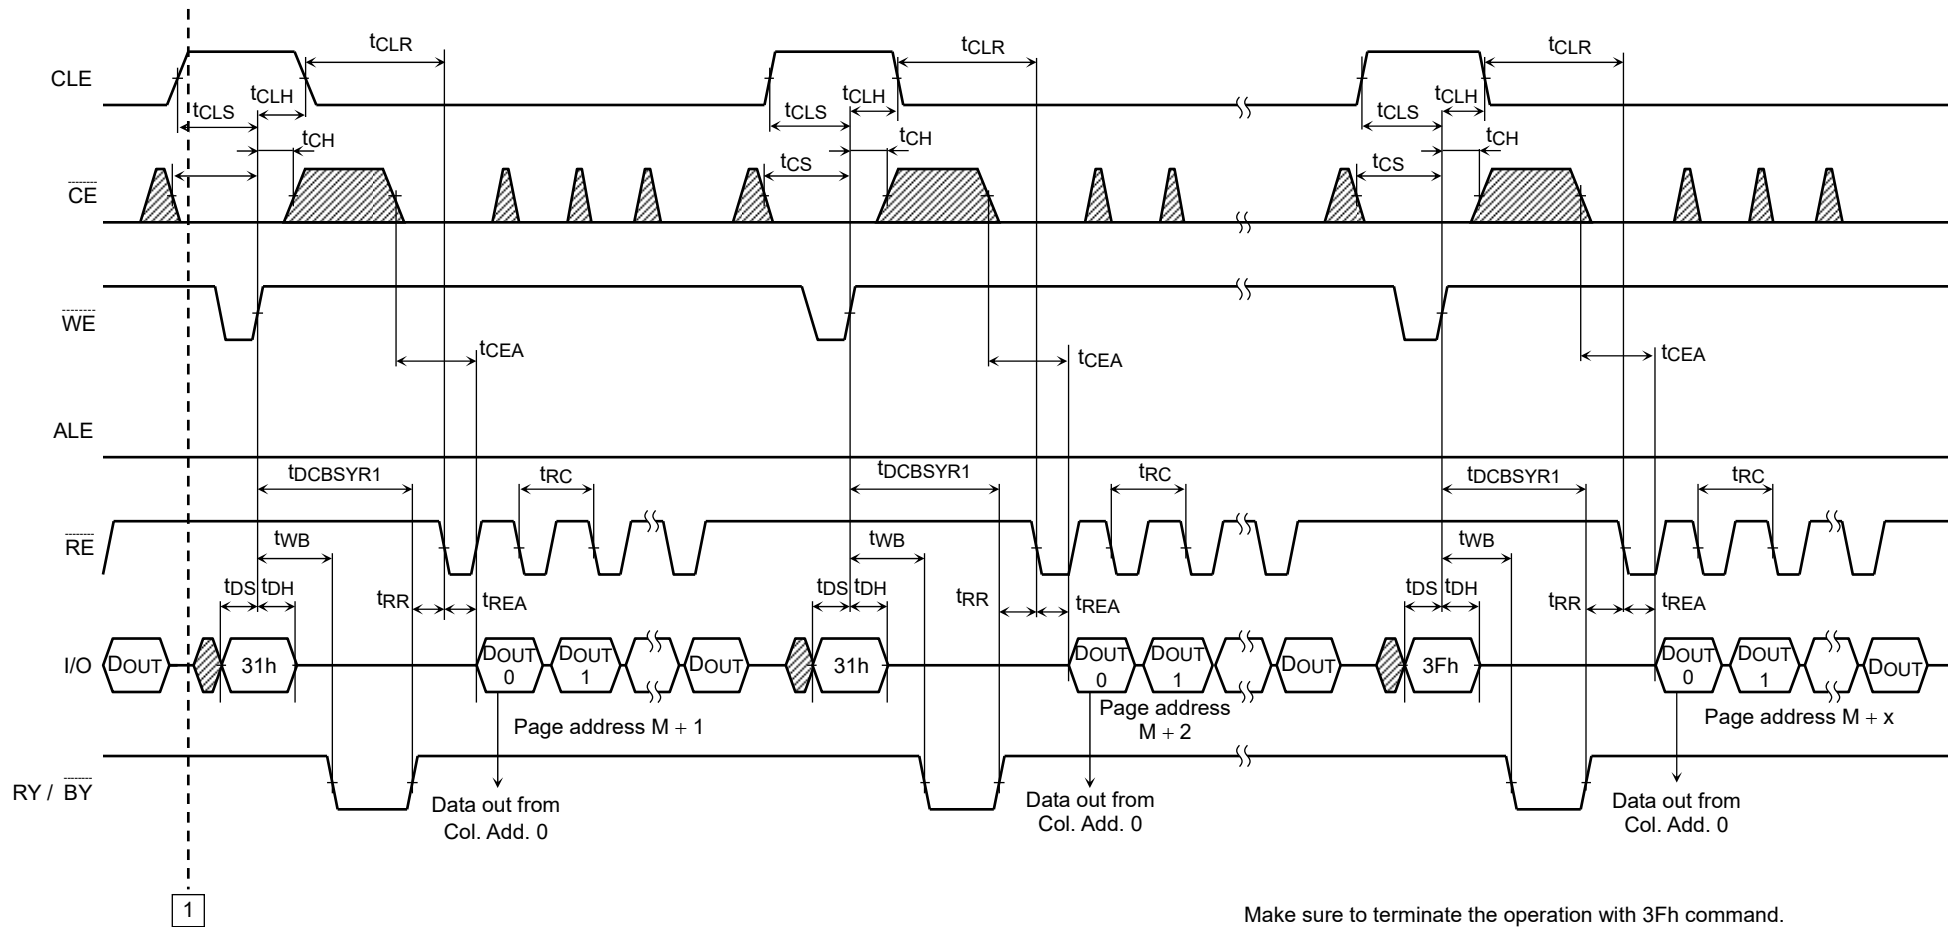 tCLR tCLR tCLR
CLE
tCLH tCLH tCLH
tCLS tCLS tCLS
tCH tCH tCH
tCS tCS
CE
WE
tCEA tCEA tCEA
ALE
tDCBSYR1 tRC tDCBSYR1 tRC tDCBSYR1 tRC
RE
tWB tWB tWB
tDS tDH tDS tDH tDS tDH
tRR tREA tRR tREA tRR tREA
I/O DOUT 31h DOUT 0 DOUT 1 DOUT 31h DOUT 0 DOUT 1 DOUT 3Fh DOUT 0 DOUT 1 DOUT
Page address M + 1
Page address
M + 2
Page address M + x
RY / BY
Data out from
Col. Add. 0
Data out from
Col. Add. 0
Data out from
Col. Add. 0
1
Make sure to terminate the operation with 3Fh command.